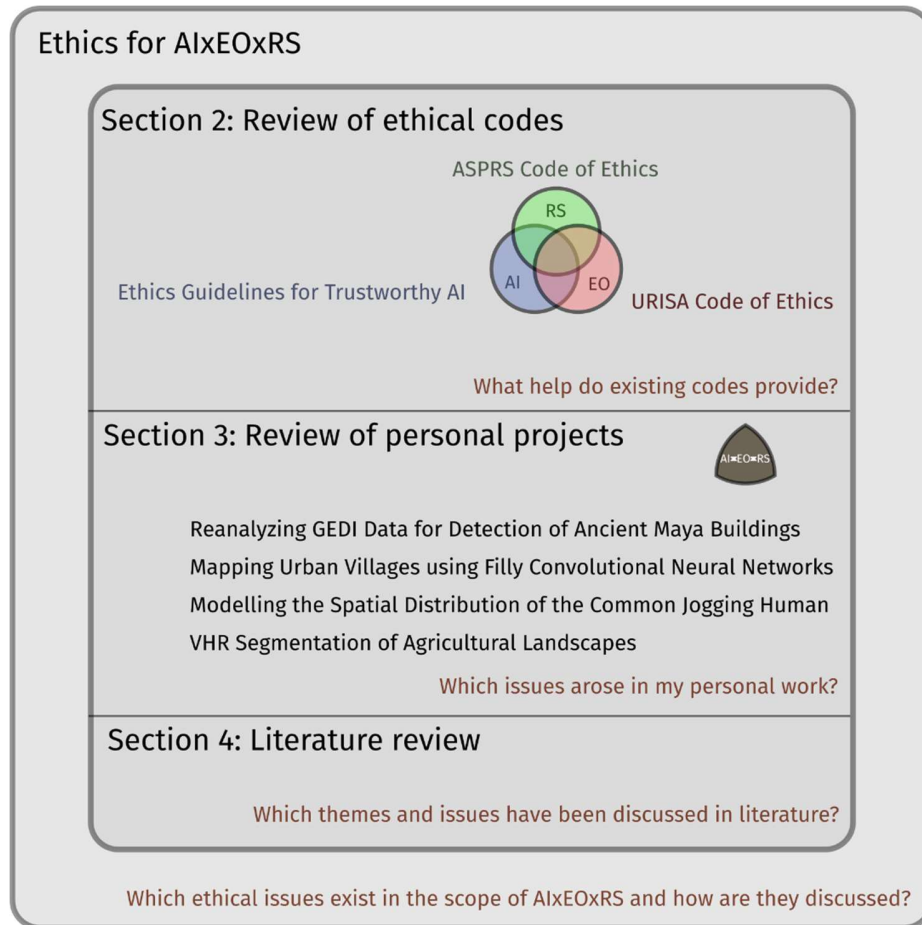 Ethics for AIxEOxRS
Section 2: Review of ethical codes
ASPRS Code of Ethics
RS
AI
EO
Ethics Guidelines for Trustworthy AI
URISA Code of Ethics
What help do existing codes provide?
Section 3: Review of personal projects
AI×EO×RS
Reanalyzing GEDI Data for Detection of Ancient Maya Buildings
Mapping Urban Villages using Filly Convolutional Neural Networks
Modelling the Spatial Distribution of the Common Jogging Human
VHR Segmentation of Agricultural Landscapes
Which issues arose in my personal work?
Section 4: Literature review
Which themes and issues have been discussed in literature?
Which ethical issues exist in the scope of AIxEOxRS and how are they discussed?